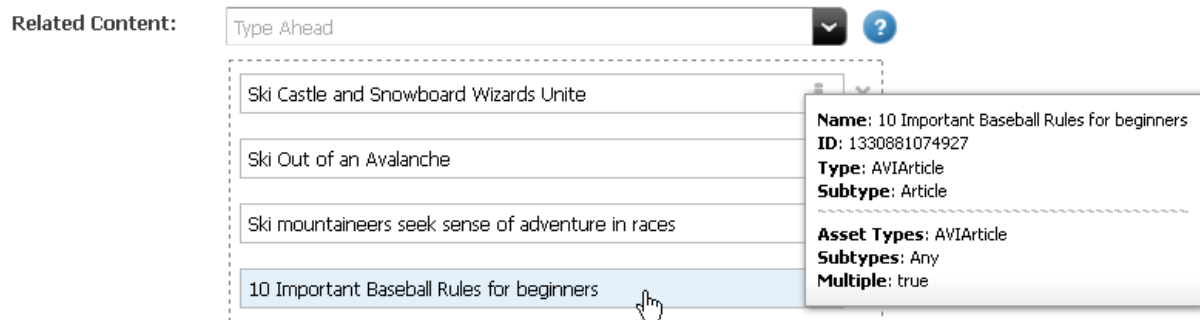 Related Content:
Type Ahead
?
Ski Castle and Snowboard Wizards Unite
Ski Out of an Avalanche
Ski mountaineers seek sense of adventure in races
10 Important Baseball Rules for beginners
Name: 10 Important Baseball Rules for beginners
ID: 1330881074927
Type: AVIArticle
Subtype: Article
Asset Types: AVIArticle
Subtypes: Any
Multiple: true